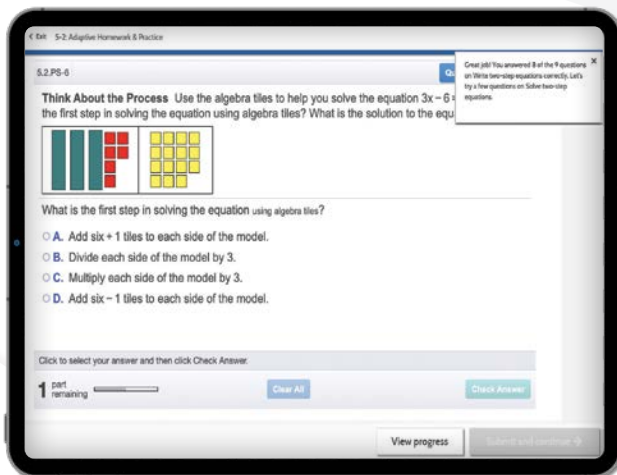 < Exit 5-2: Adaptive Homework & Practice
5.2.PS-6
Great job! You answered 8 of the 9 questions
on Write two-step equations correctly. Let's
try a few questions on Solve two-step
equations.
×
Think About the Process Use the algebra tiles to help you solve the equation 3x − 6
the first step in solving the equation using algebra tiles? What is the solution to the
What is the first step in solving the equation using algebra tiles?
A. Add six + 1 tiles to each side of the model.
B. Divide each side of the model by 3.
C. Multiply each side of the model by 3.
D. Add six − 1 tiles to each side of the model.
Click to select your answer and then click Check Answer.
1 part
remaining
Clear All
Check Answer
View progress
Submit and continue →